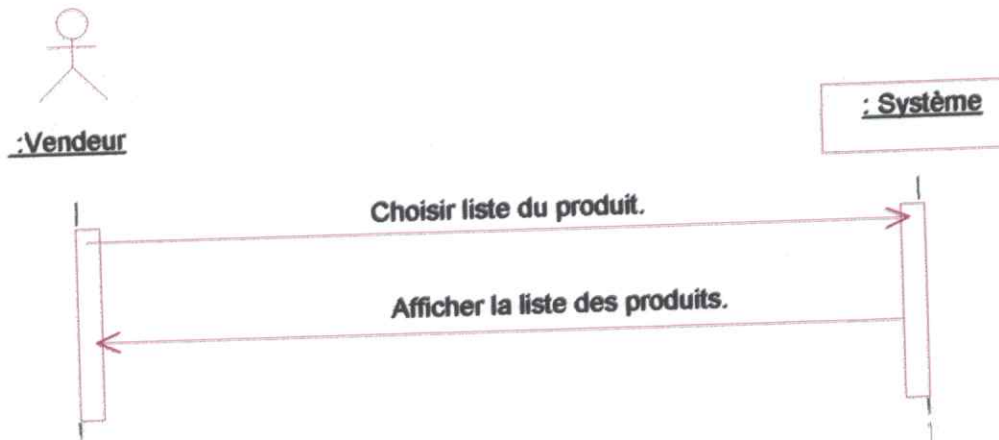 :Vendeur
: Système
Choisir liste du produit.
Afficher la liste des produits.